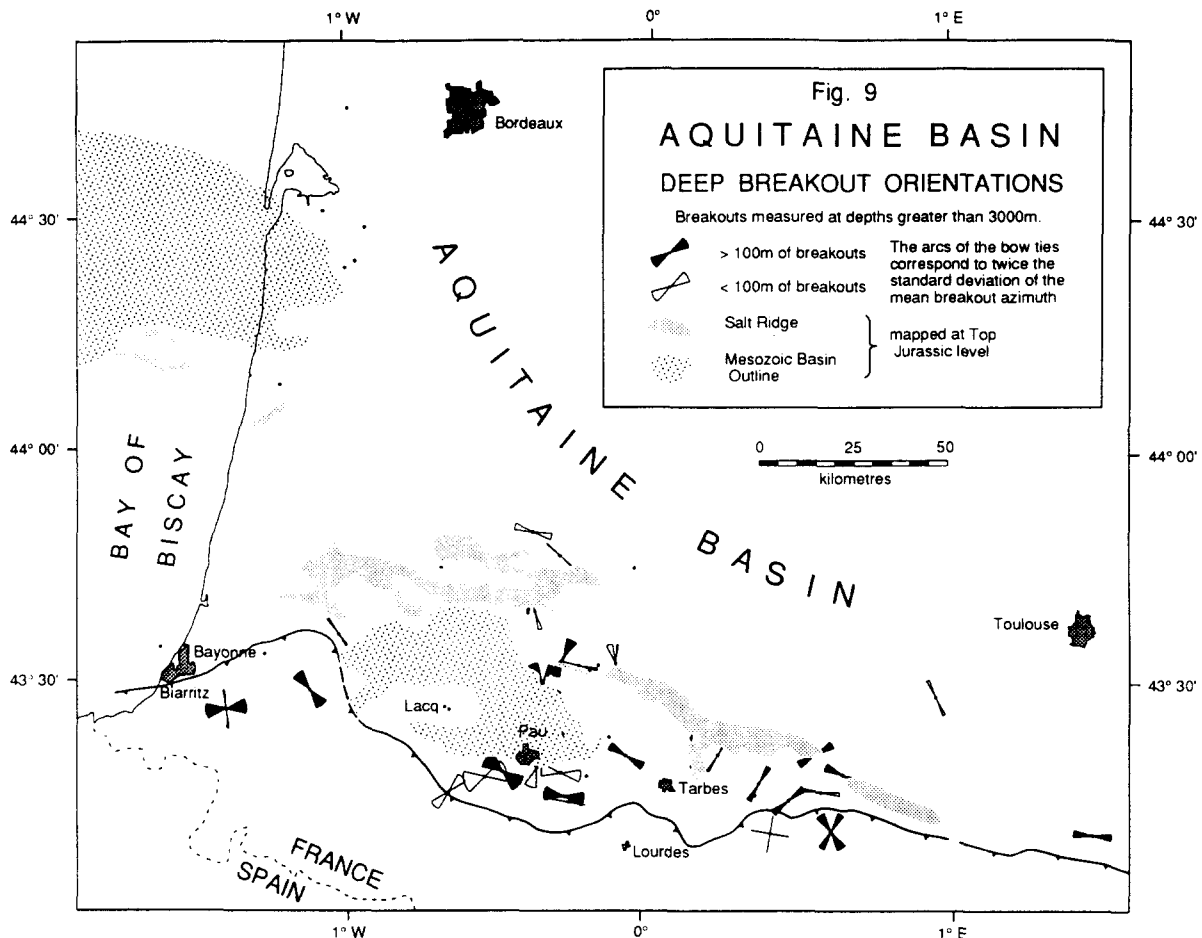 1° W
0°
1° E
Fig. 9
AQUITAINE BASIN
DEEP BREAKOUT ORIENTATIONS
Breakouts measured at depths greater than 3000m.
> 100m of breakouts
< 100m of breakouts
The arcs of the bow ties
correspond to twice the
standard deviation of the
mean breakout azimuth
Salt Ridge
Mesozoic Basin
Outline
mapped at Top
Jurassic level
Bordeaux
44° 30'
44° 30'
AQUITAINE BASIN
44° 00'
44° 00'
0 25 50
kilometres
BAY OF
BISCAY
Toulouse
Bayonne
Biarritz
43° 30'
43° 30'
Lacq
Pau
Tarbes
Lourdes
FRANCE
SPAIN
1° W
0°
1° E